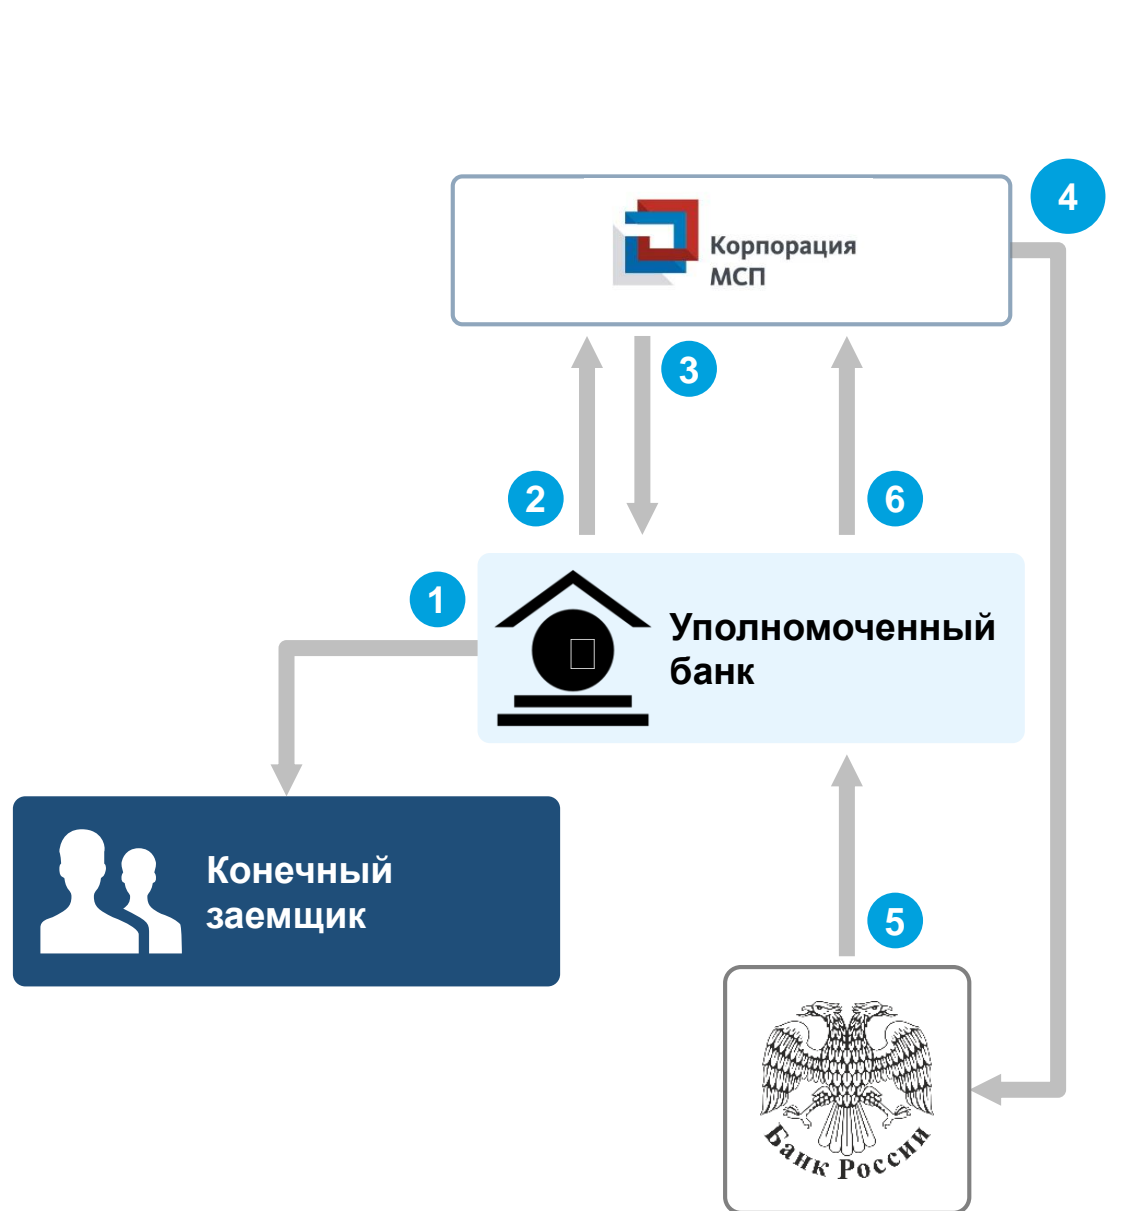 4
Корпорация
МСП
3
2
6
1
Уполномоченный
банк
Конечный
заемщик
5
Банк России